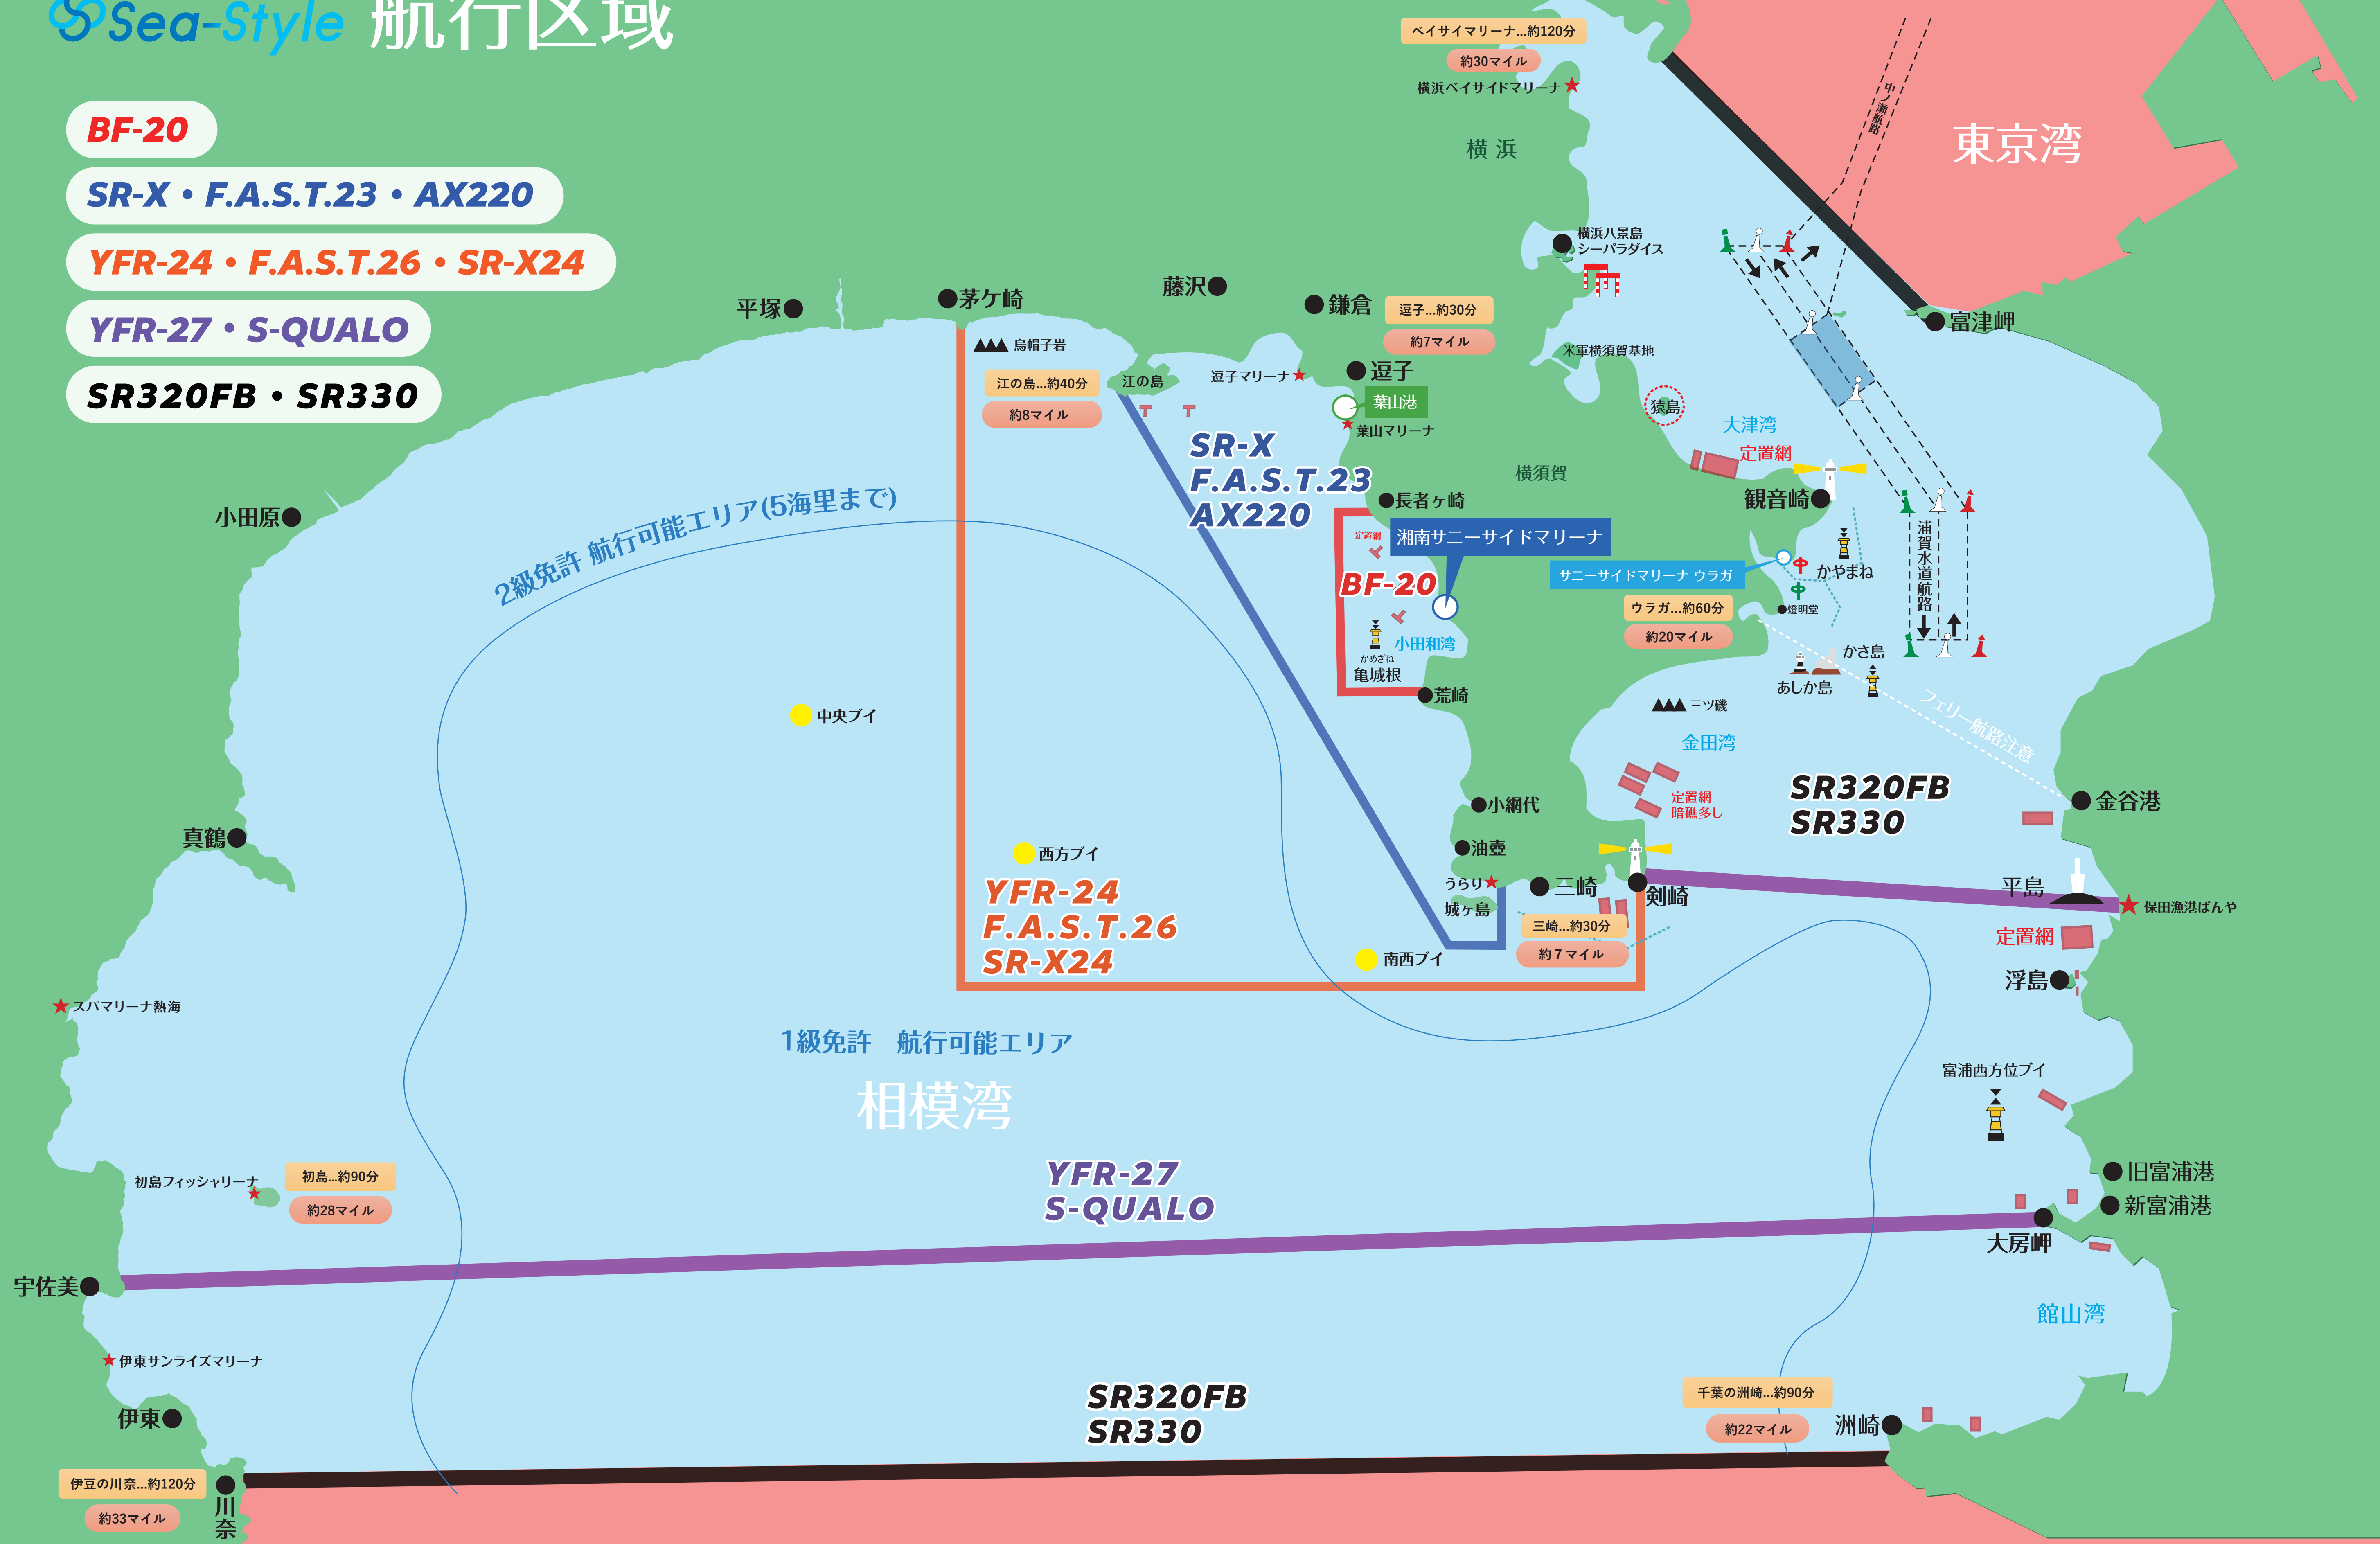 Sea-Style 航行区域
BF-20
SR-X・F.A.S.T.23・AX220
YFR-24・F.A.S.T.26・SR-X24
YFR-27・S-QUALO
SR320FB・SR330
ベイサイマリーナ...約120分
約30マイル
横浜ベイサイドマリーナ
横浜
中ノ瀬航路
東京湾
横浜八景島
シーパラダイス
平塚
茅ケ崎
藤沢
鎌倉
逗子...約30分
約7マイル
烏帽子岩
江の島...約40分
約8マイル
江の島
逗子マリーナ
逗子
葉山港
葉山マリーナ
米軍横須賀基地
猿島
富津岬
大津湾
定置網
横須賀
観音崎
SR-X
F.A.S.T.23
AX220
長者ヶ崎
定置網
湘南サニーサイドマリーナ
BF-20
サニーサイドマリーナ ウラガ
ウラガ...約60分
約20マイル
かやまね
燈明堂
浦賀水道航路
小田和湾
かめぎね
亀城根
荒崎
かさ島
あしか島
フェリー航路注意
三ツ磯
金田湾
定置網
暗礁多し
小田原
2級免許 航行可能エリア(5海里まで)
中央ブイ
真鶴
西方ブイ
YFR-24
F.A.S.T.26
SR-X24
小網代
油壺
うらり
城ヶ島
三崎
剣崎
三崎...約30分
約7マイル
南西ブイ
SR320FB
SR330
金谷港
平島
保田漁港ばんや
定置網
浮島
スパマリーナ熱海
1級免許 航行可能エリア
相模湾
富浦西方位ブイ
初島フィッシャリーナ
初島...約90分
約28マイル
YFR-27
S-QUALO
旧富浦港
新富浦港
大房岬
宇佐美
館山湾
伊東サンライズマリーナ
伊東
SR320FB
SR330
千葉の洲崎...約90分
約22マイル
洲崎
伊豆の川奈...約120分
約33マイル
川奈